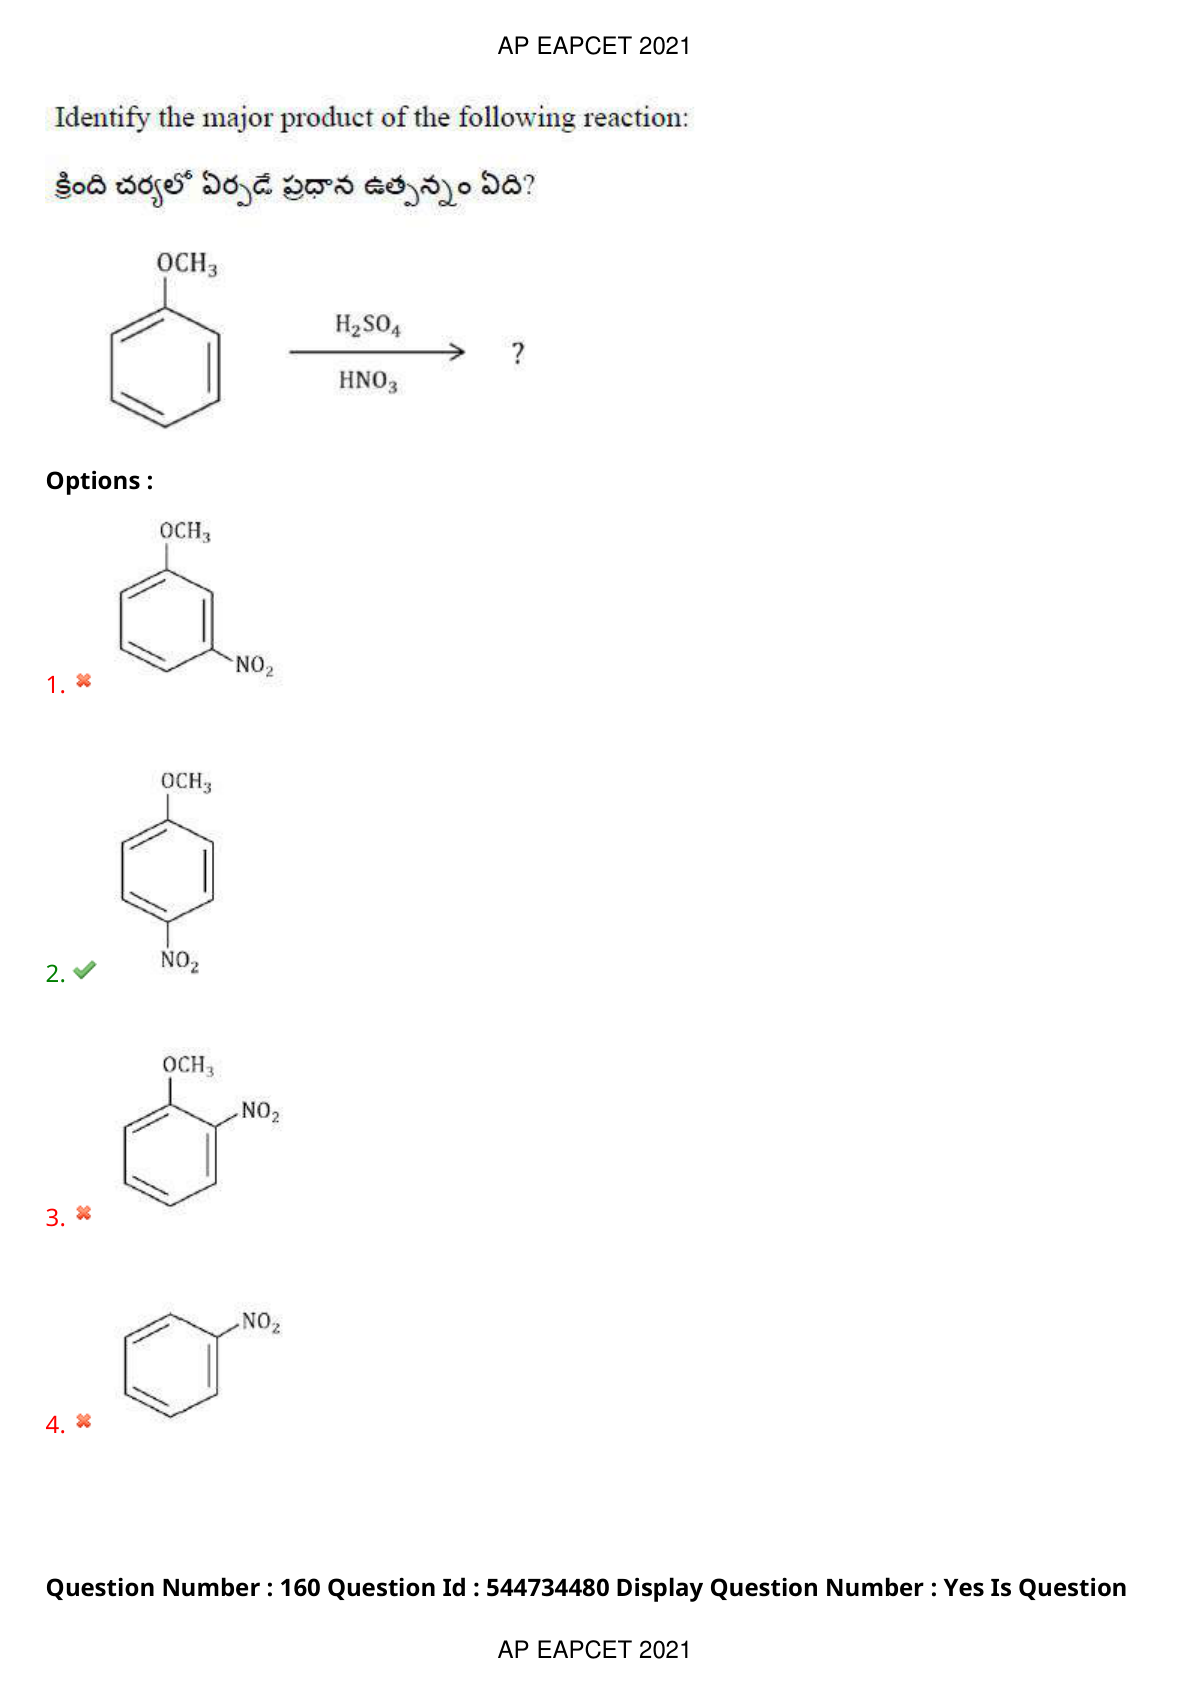 AP EAPCET 2021
Identify the major product of the following reaction:
క్రింది చర్యలో ఏర్పడే ప్రధాన ఉత్పన్నం ఏది?
OCH₃
H₂SO₄
HNO₃
?
Options :
OCH₃
NO₂
1.
OCH₃
NO₂
2.
OCH₃
NO₂
3.
NO₂
4.
Question Number : 160 Question Id : 544734480 Display Question Number : Yes Is Question
AP EAPCET 2021